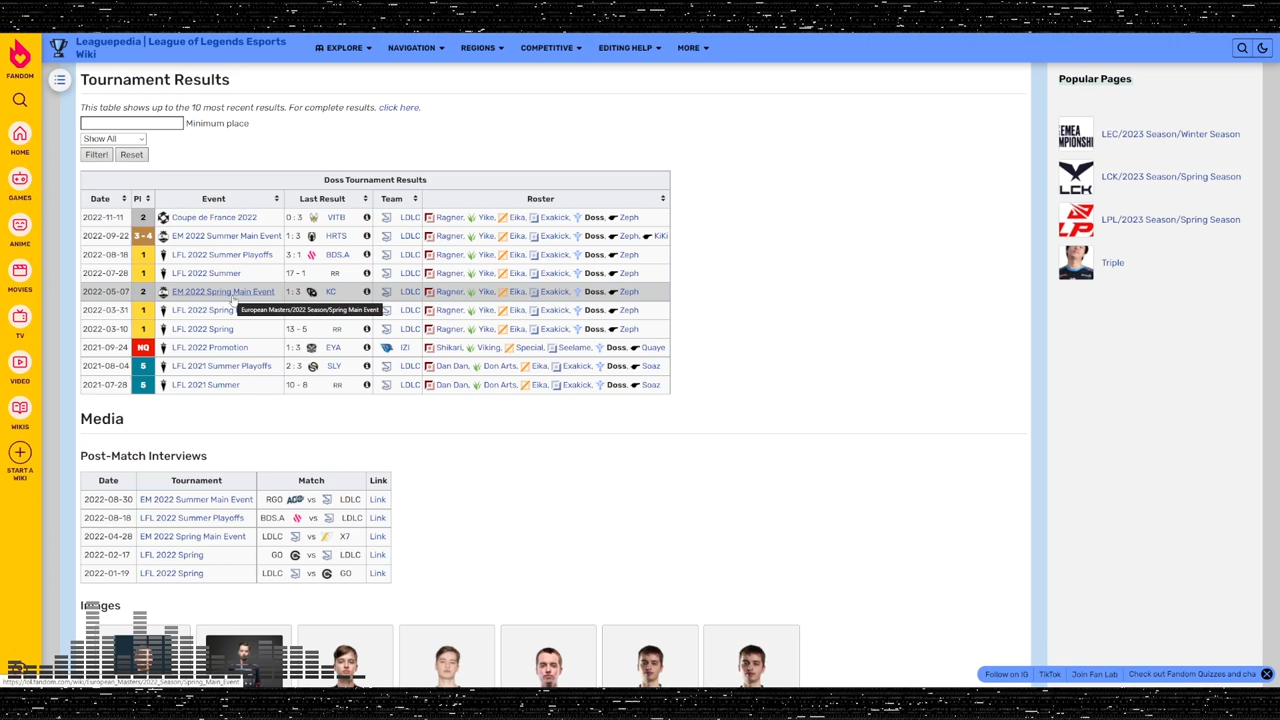 Leaguepedia | League of Legends Esports Wiki
EXPLORE NAVIGATION REGIONS COMPETITIVE EDITING HELP MORE
FANDOM
HOME
GAMES
ANIME
MOVIES
TV
VIDEO
WIKIS
START A WIKI
Tournament Results
This table shows up to the 10 most recent results. For complete results, click here.
Minimum place
Show All
Filter! Reset
Doss Tournament Results
Date Pl Event Last Result Team Roster
2022-11-11 2 Coupe de France 2022 0 : 3 VITB LDLC Ragner, Yike, Eika, Exakick, Doss, Zeph
2022-09-22 3 - 4 EM 2022 Summer Main Event 1 : 3 HRTS LDLC Ragner, Yike, Eika, Exakick, Doss, Zeph, KiKi
2022-08-18 1 LFL 2022 Summer Playoffs 3 : 1 BDS.A LDLC Ragner, Yike, Eika, Exakick, Doss, Zeph
2022-07-28 1 LFL 2022 Summer 17 - 1 RR LDLC Ragner, Yike, Eika, Exakick, Doss, Zeph
2022-05-07 2 EM 2022 Spring Main Event 1 : 3 KC LDLC Ragner, Yike, Eika, Exakick, Doss, Zeph
European Masters/2022 Season/Spring Main Event
2022-03-31 1 LFL 2022 Spring LDLC Ragner, Yike, Eika, Exakick, Doss, Zeph
2022-03-10 1 LFL 2022 Spring 13 - 5 RR LDLC Ragner, Yike, Eika, Exakick, Doss, Zeph
2021-09-24 NQ LFL 2022 Promotion 1 : 3 EYA IZI Shikari, Viking, Special, Seelame, Doss, Quaye
2021-08-04 5 LFL 2021 Summer Playoffs 2 : 3 SLY LDLC Dan Dan, Don Arts, Eika, Exakick, Doss, Soaz
2021-07-28 5 LFL 2021 Summer 10 - 8 RR LDLC Dan Dan, Don Arts, Eika, Exakick, Doss, Soaz
Media
Post-Match Interviews
Date Tournament Match Link
2022-08-30 EM 2022 Summer Main Event RGO vs LDLC Link
2022-08-18 LFL 2022 Summer Playoffs BDS.A vs LDLC Link
2022-04-28 EM 2022 Spring Main Event LDLC vs X7 Link
2022-02-17 LFL 2022 Spring GO vs LDLC Link
2022-01-19 LFL 2022 Spring LDLC vs GO Link
Images
https://lol.fandom.com/wiki/European_Masters/2022_Season/Spring_Main_Event
Popular Pages
LEC/2023 Season/Winter Season
LCK/2023 Season/Spring Season
LPL/2023 Season/Spring Season
Triple
Follow on IG TikTok Join Fan Lab Check out Fandom Quizzes and cha